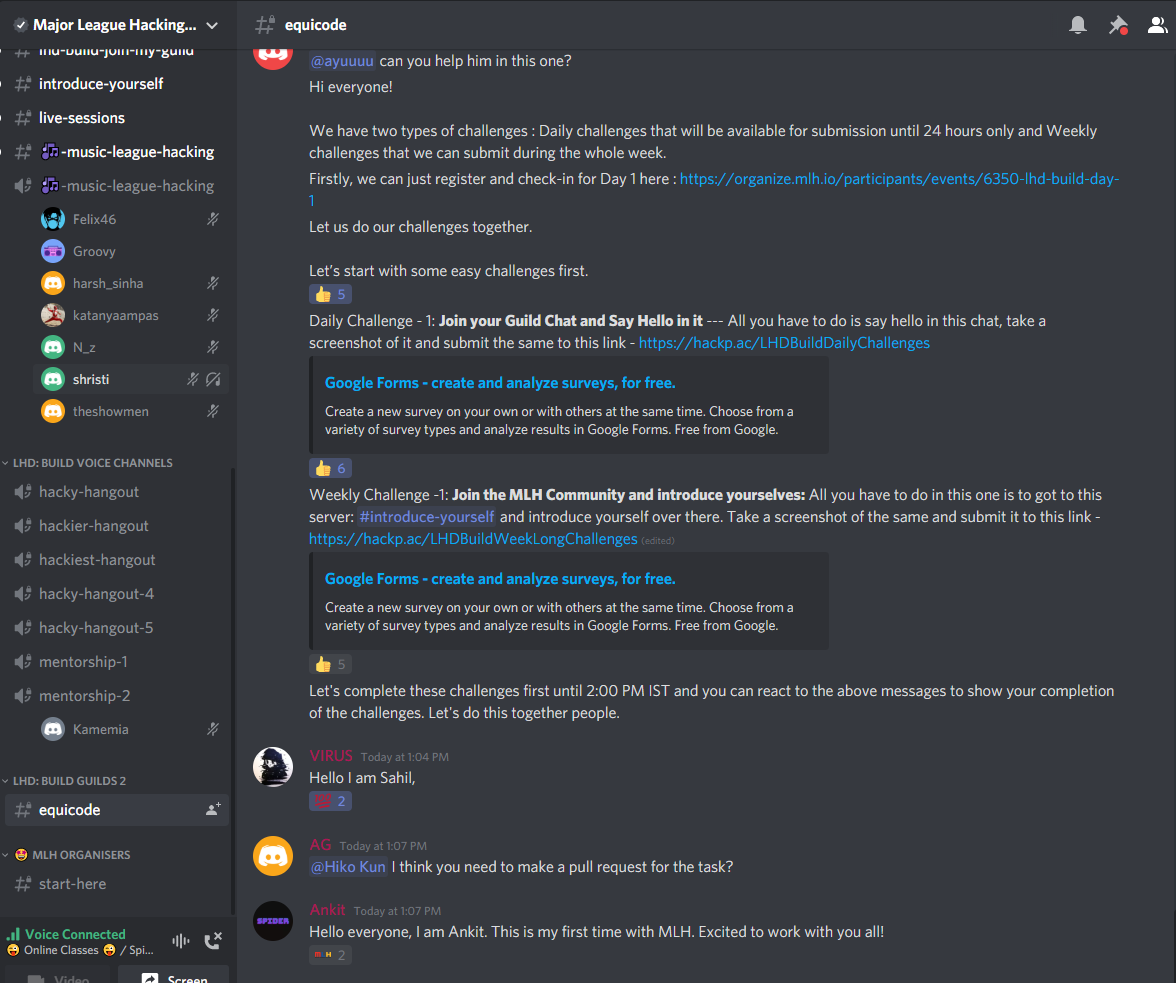 Major League Hacking...
lhd-build-join-my-guild
introduce-yourself
live-sessions
-music-league-hacking
-music-league-hacking
Felix46
Groovy
harsh_sinha
katanyaampas
N_z
shristi
theshowmen
LHD: BUILD VOICE CHANNELS
hacky-hangout
hackier-hangout
hackiest-hangout
hacky-hangout-4
hacky-hangout-5
mentorship-1
mentorship-2
Kamemia
LHD: BUILD GUILDS 2
equicode
MLH ORGANISERS
start-here
Voice Connected
Online Classes / Spi...
Video
Screen
equicode
@ayuuuu can you help him in this one?
Hi everyone!
We have two types of challenges : Daily challenges that will be available for submission until 24 hours only and Weekly
challenges that we can submit during the whole week.
Firstly, we can just register and check-in for Day 1 here : https://organize.mlh.io/participants/events/6350-lhd-build-day-
1
Let us do our challenges together.
Let's start with some easy challenges first.
5
Daily Challenge - 1: Join your Guild Chat and Say Hello in it --- All you have to do is say hello in this chat, take a
screenshot of it and submit the same to this link - https://hackp.ac/LHDBuildDailyChallenges
Google Forms - create and analyze surveys, for free.
Create a new survey on your own or with others at the same time. Choose from a
variety of survey types and analyze results in Google Forms. Free from Google.
6
Weekly Challenge -1: Join the MLH Community and introduce yourselves: All you have to do in this one is to got to this
server: #introduce-yourself and introduce yourself over there. Take a screenshot of the same and submit it to this link -
https://hackp.ac/LHDBuildWeekLongChallenges (edited)
Google Forms - create and analyze surveys, for free.
Create a new survey on your own or with others at the same time. Choose from a
variety of survey types and analyze results in Google Forms. Free from Google.
5
Let's complete these challenges first until 2:00 PM IST and you can react to the above messages to show your completion
of the challenges. Let's do this together people.
VIRUS Today at 1:04 PM
Hello I am Sahil,
2
AG Today at 1:07 PM
@Hiko Kun I think you need to make a pull request for the task?
SPIDER
Ankit Today at 1:07 PM
Hello everyone, I am Ankit. This is my first time with MLH. Excited to work with you all!
2